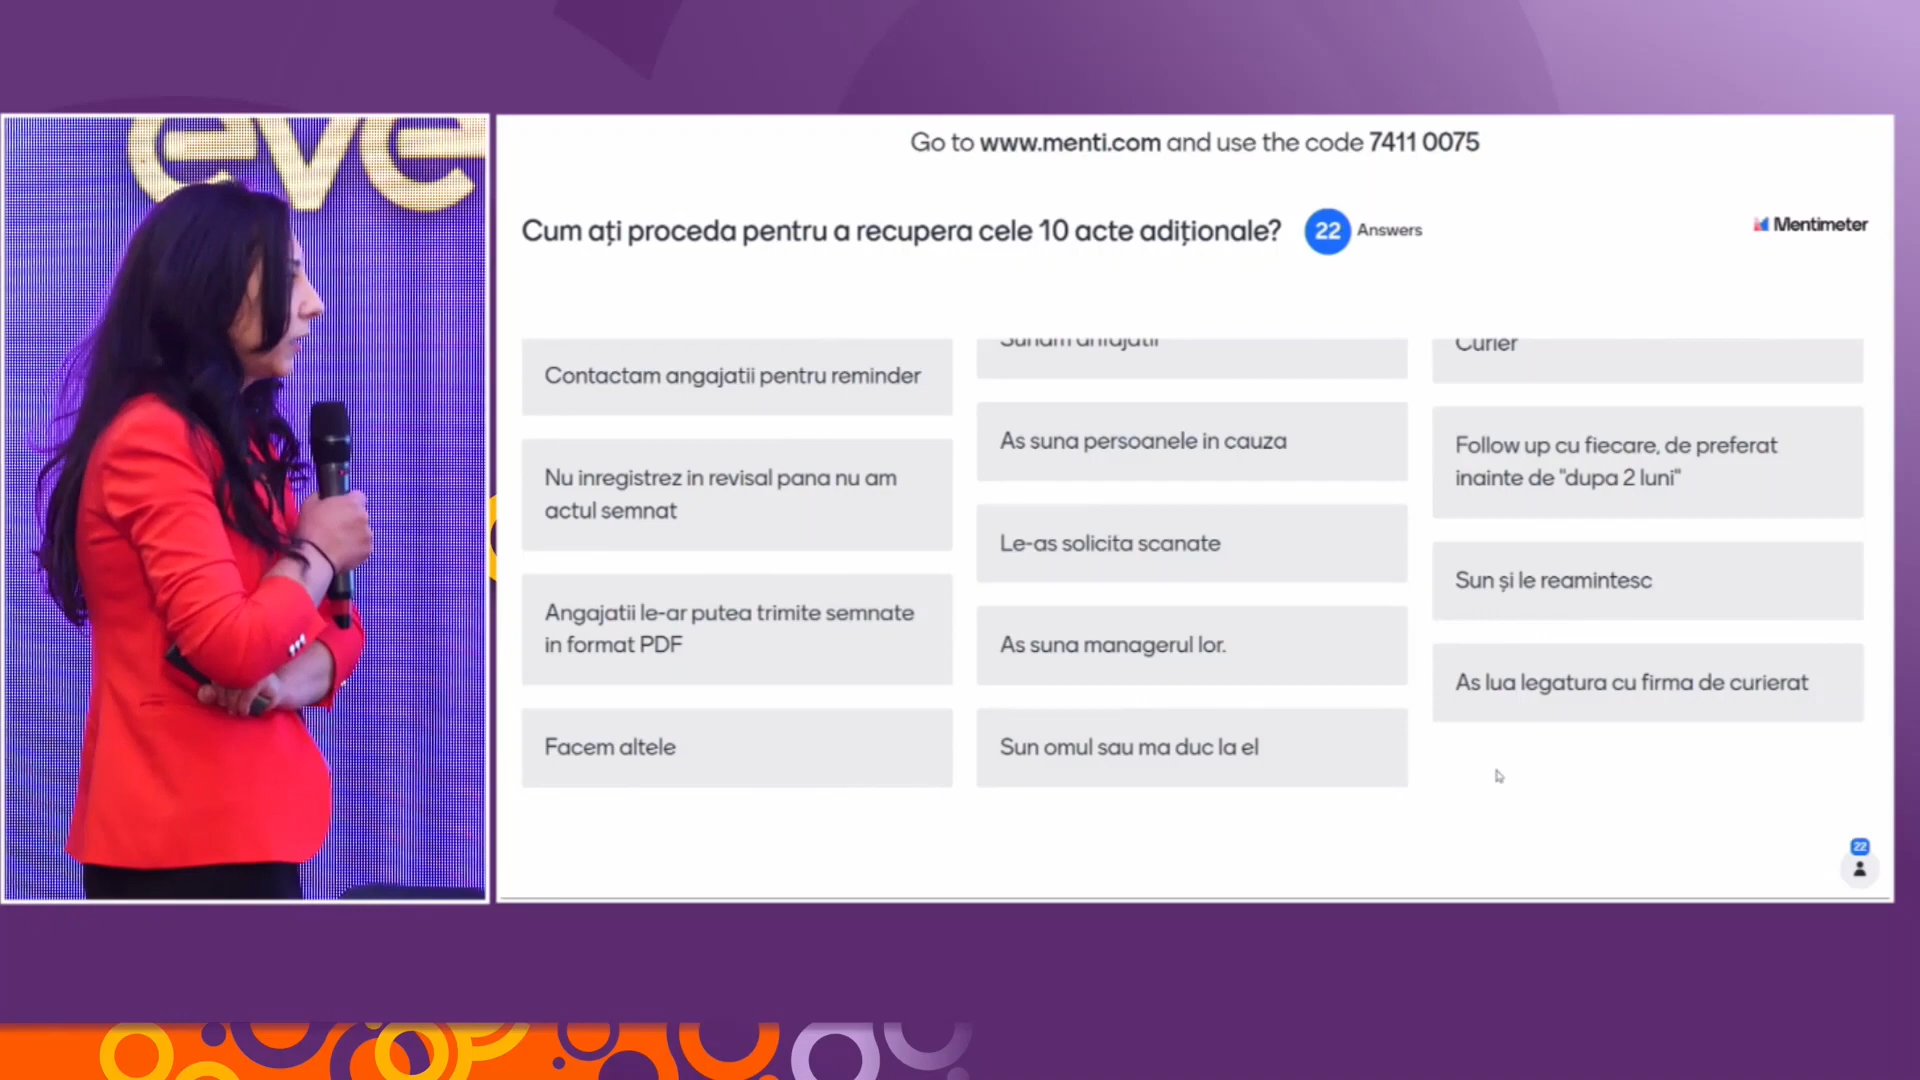 eve
Go to www.menti.com and use the code 7411 0075
Cum ați proceda pentru a recupera cele 10 acte adiționale?
22 Answers
Mentimeter
Contactam angajatii pentru reminder
Nu inregistrez in revisal pana nu am
actul semnat
Angajatii le-ar putea trimite semnate
in format PDF
Facem altele
As suna persoanele in cauza
Le-as solicita scanate
As suna managerul lor.
Sun omul sau ma duc la el
Curier
Follow up cu fiecare, de preferat
inainte de "dupa 2 luni"
Sun și le reamintesc
As lua legatura cu firma de curierat
22